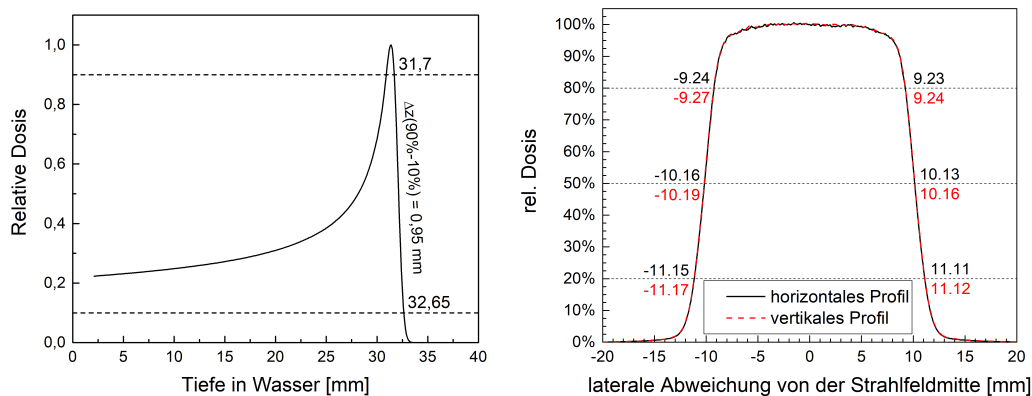 Relative Dosis
1,0
0,8
0,6
0,4
0,2
0,0
31,7
Δz(90%-10%) = 0,95 mm
32,65
0 5 10 15 20 25 30 35 40
Tiefe in Wasser [mm]
rel. Dosis
100%
90%
80%
70%
60%
50%
40%
30%
20%
10%
0%
-9.24 9.23
-9.27 9.24
-10.16 10.13
-10.19 10.16
-11.15 11.11
-11.17 11.12
horizontales Profil
vertikales Profil
-20 -15 -10 -5 0 5 10 15 20
laterale Abweichung von der Strahlfeldmitte [mm]